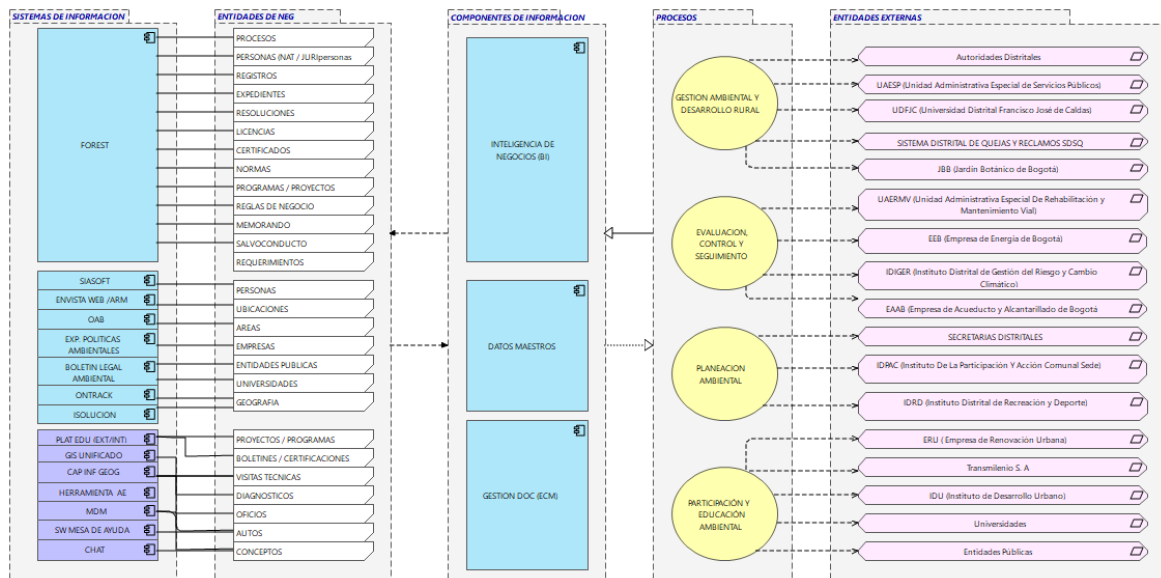 SISTEMAS DE INFORMACION
ENTIDADES DE NEG
COMPONENTES DE INFORMACION
PROCESOS
ENTIDADES EXTERNAS
FOREST
SIASOFT
ENVISTA WEB /ARM
OAB
EXP. POLITICAS
AMBIENTALES
BOLETIN LEGAL
AMBIENTAL
ONTRACK
ISOLUCION
PLAT EDU (EXT/INT)
GIS UNIFICADO
CAP INF GEOG
HERRAMIENTA AE
MDM
SW MESA DE AYUDA
CHAT
PROCESOS
PERSONAS (NAT / JURIpersonas
REGISTROS
EXPEDIENTES
RESOLUCIONES
LICENCIAS
CERTIFICADOS
NORMAS
PROGRAMAS / PROYECTOS
REGLAS DE NEGOCIO
MEMORANDO
SALVOCONDUCTO
REQUERIMIENTOS
PERSONAS
UBICACIONES
AREAS
EMPRESAS
ENTIDADES PUBLICAS
UNIVERSIDADES
GEOGRAFIA
PROYECTOS / PROGRAMAS
BOLETINES / CERTIFICACIONES
VISITAS TECNICAS
DIAGNOSTICOS
OFICIOS
AUTOS
CONCEPTOS
INTELIGENCIA DE
NEGOCIOS (BI)
DATOS MAESTROS
GESTION DOC (ECM)
GESTION AMBIENTAL Y
DESARROLLO RURAL
EVALUACION,
CONTROL Y
SEGUIMIENTO
PLANEACION
AMBIENTAL
PARTICIPACIÓN Y
EDUCACIÓN
AMBIENTAL
Autoridades Distritales
UAESP (Unidad Administrativa Especial de Servicios Públicos)
UDFJC (Universidad Distrital Francisco José de Caldas)
SISTEMA DISTRITAL DE QUEJAS Y RECLAMOS SDSQ
JBB (Jardín Botánico de Bogotá)
UAERMV (Unidad Administrativa Especial De Rehabilitación y
Mantenimiento Vial)
EEB (Empresa de Energía de Bogotá)
IDIGER (Instituto Distrital de Gestión del Riesgo y Cambio
Climático)
EAAB (Empresa de Acueducto y Alcantarillado de Bogotá
SECRETARIAS DISTRITALES
IDPAC (Instituto De La Participación Y Acción Comunal Sede)
IDRD (Instituto Distrital de Recreación y Deporte)
ERU ( Empresa de Renovación Urbana)
Transmilenio S. A
IDU (Instituto de Desarrollo Urbano)
Universidades
Entidades Públicas